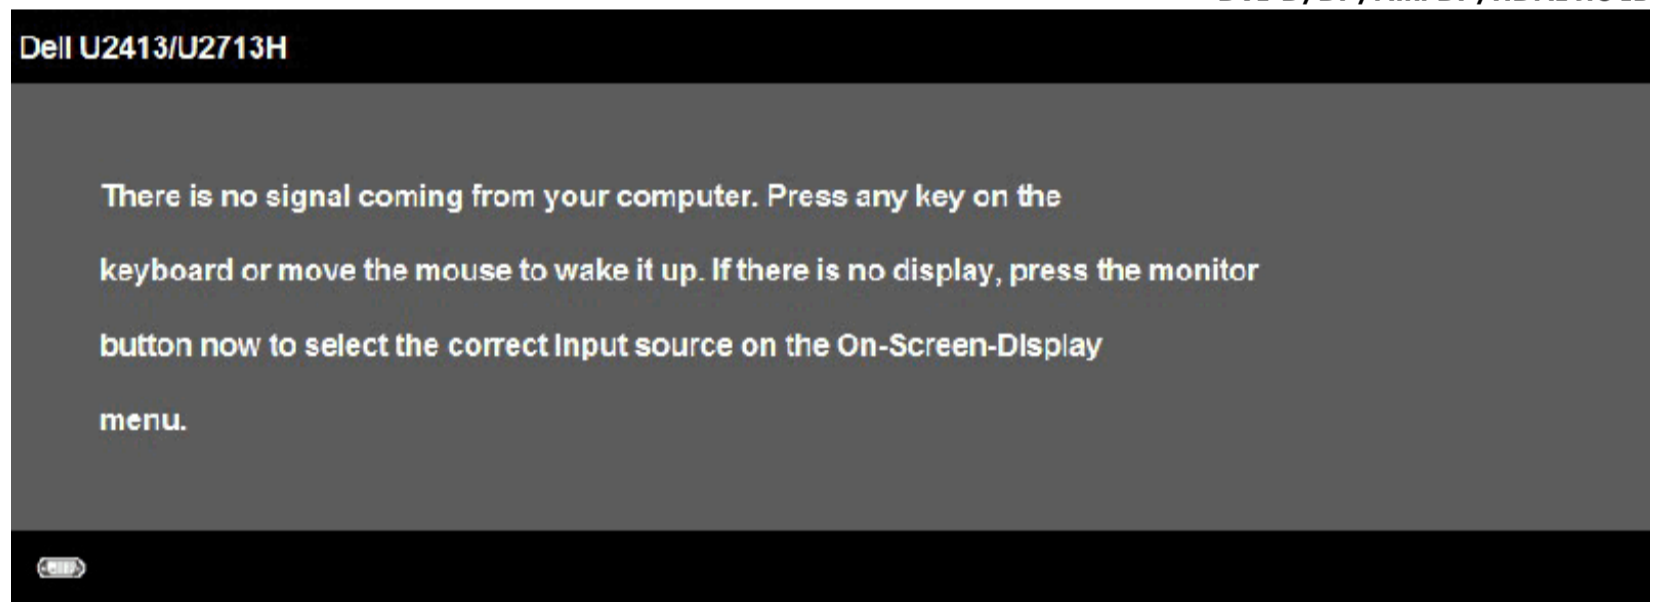 Dell U2413/U2713H
There is no signal coming from your computer. Press any key on the
keyboard or move the mouse to wake it up. If there is no display, press the monitor
button now to select the correct input source on the On-Screen-Display
menu.